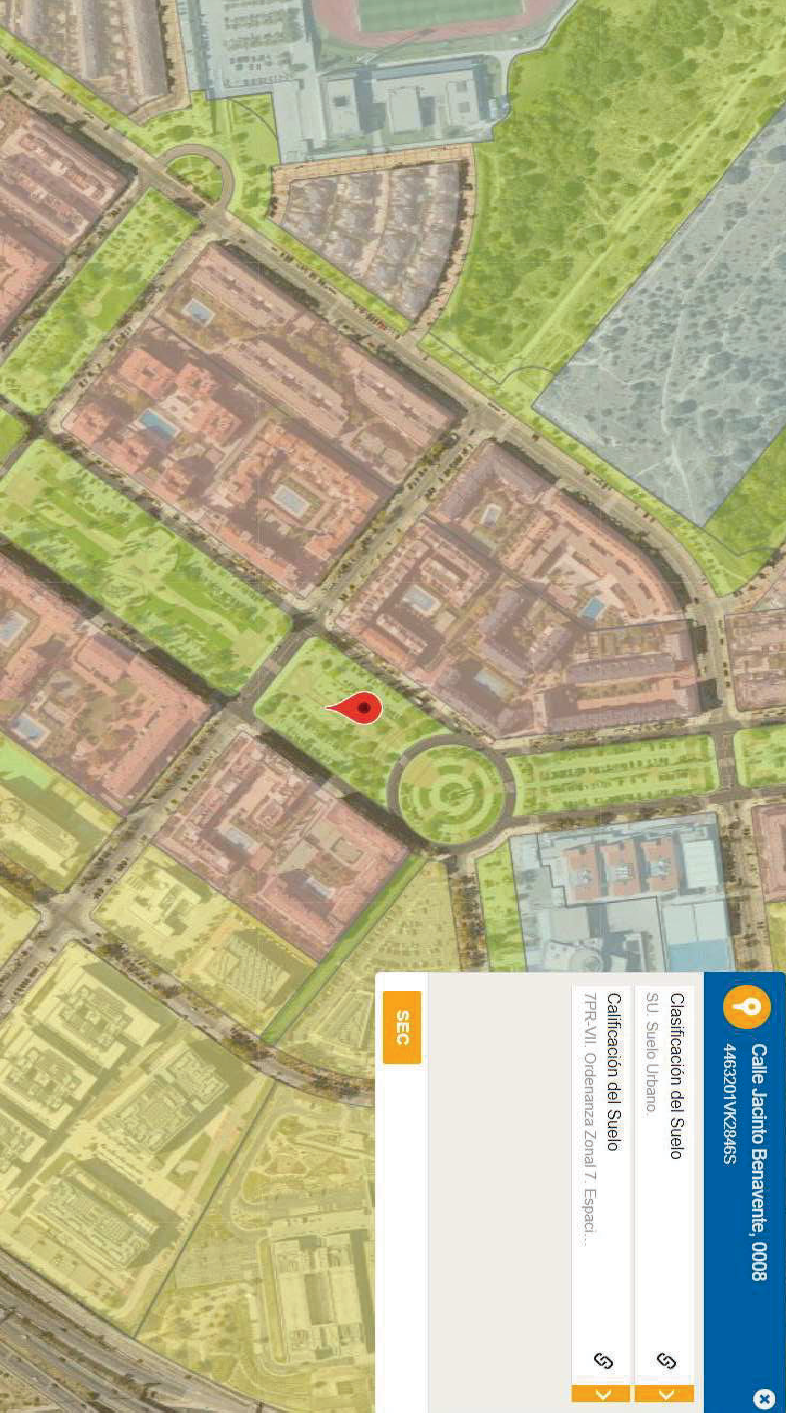 Calle Jacinto Benavente, 0008
4463201VK2846S
Clasificación del Suelo
SU. Suelo Urbano.
Calificación del Suelo
7PR-VII. Ordenanza Zonal 7. Espaci...
SEC